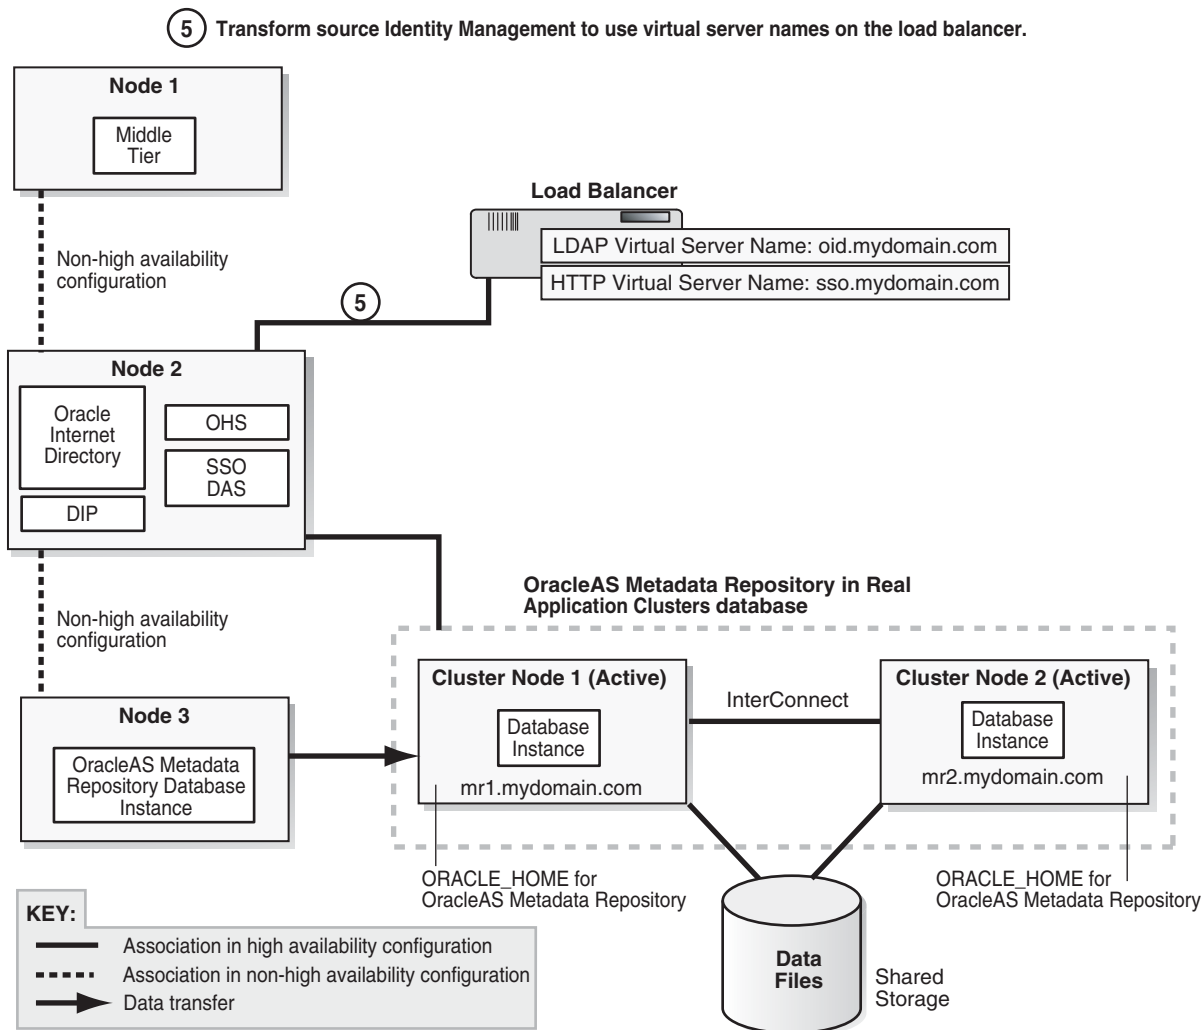 5 Transform source Identity Management to use virtual server names on the load balancer.
Node 1
Middle
Tier
Non-high availability
configuration
Load Balancer
LDAP Virtual Server Name: oid.mydomain.com
HTTP Virtual Server Name: sso.mydomain.com
5
Node 2
Oracle
Internet
Directory
OHS
SSO
DAS
DIP
Non-high availability
configuration
OracleAS Metadata Repository in Real
Application Clusters database
Node 3
OracleAS Metadata
Repository Database
Instance
Cluster Node 1 (Active)
Database
Instance
mr1.mydomain.com
InterConnect
Cluster Node 2 (Active)
Database
Instance
mr2.mydomain.com
ORACLE_HOME for
OracleAS Metadata Repository
ORACLE_HOME for
OracleAS Metadata Repository
Data
Files
Shared
Storage
KEY:
Association in high availability configuration
Association in non-high availability configuration
Data transfer